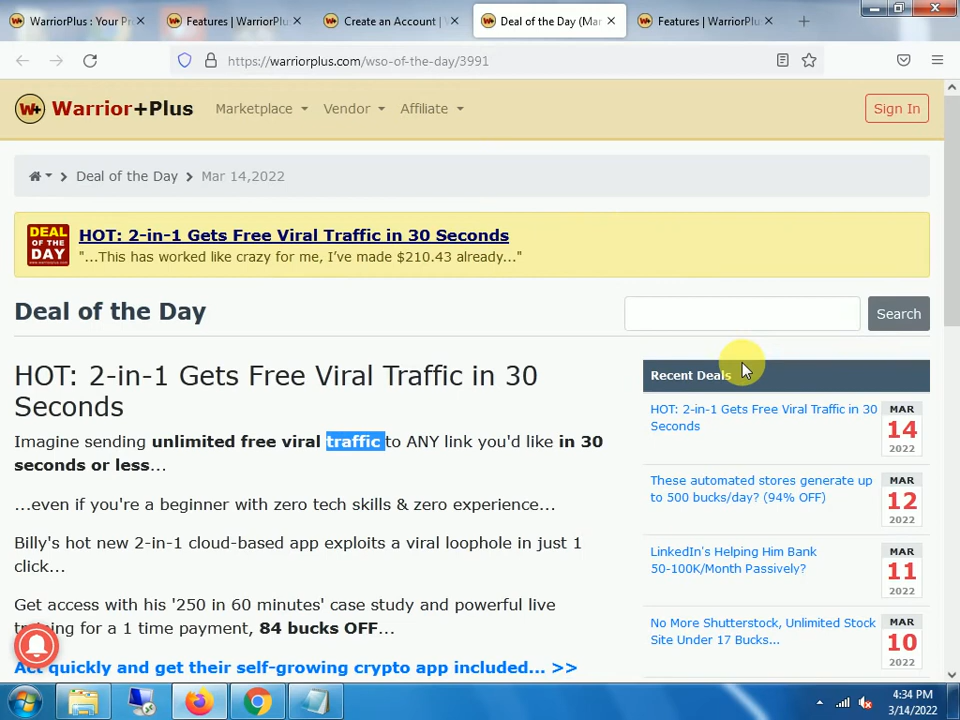 WarriorPlus : Your P
Features | WarriorPl
Create an Account |
Deal of the Day (Mar
Features | WarriorPl
https://warriorplus.com/wso-of-the-day/3991
W+ Warrior+Plus
Marketplace
Vendor
Affiliate
Sign In
Deal of the Day
Mar 14,2022
DEAL OF THE DAY
HOT: 2-in-1 Gets Free Viral Traffic in 30 Seconds
"...This has worked like crazy for me, I've made $210.43 already..."
Deal of the Day
Search
HOT: 2-in-1 Gets Free Viral Traffic in 30
Seconds
Imagine sending unlimited free viral traffic to ANY link you'd like in 30
seconds or less...
...even if you're a beginner with zero tech skills & zero experience...
Billy's hot new 2-in-1 cloud-based app exploits a viral loophole in just 1
click...
Get access with his '250 in 60 minutes' case study and powerful live
training for a 1 time payment, 84 bucks OFF...
Act quickly and get their self-growing crypto app included... >>
Recent Deals
HOT: 2-in-1 Gets Free Viral Traffic in 30
Seconds
MAR
14
2022
These automated stores generate up
to 500 bucks/day? (94% OFF)
MAR
12
2022
LinkedIn's Helping Him Bank
50-100K/Month Passively?
MAR
11
2022
No More Shutterstock, Unlimited Stock
Site Under 17 Bucks...
MAR
10
2022
4:34 PM
3/14/2022